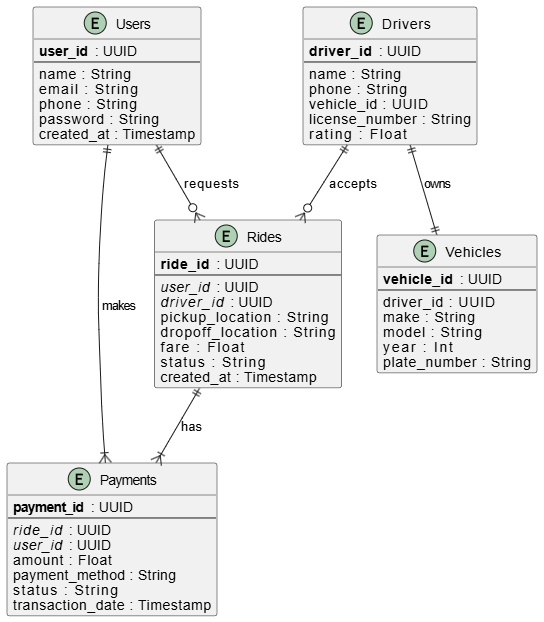 E Users
user_id : UUID
name : String
email : String
phone : String
password : String
created_at : Timestamp
E Drivers
driver_id : UUID
name : String
phone : String
vehicle_id : UUID
license_number : String
rating : Float
requests
accepts
owns
E Rides
ride_id : UUID
user_id : UUID
driver_id : UUID
pickup_location : String
dropoff_location : String
fare : Float
status : String
created_at : Timestamp
E Vehicles
vehicle_id : UUID
driver_id : UUID
make : String
model : String
year : Int
plate_number : String
makes
has
E Payments
payment_id : UUID
ride_id : UUID
user_id : UUID
amount : Float
payment_method : String
status : String
transaction_date : Timestamp